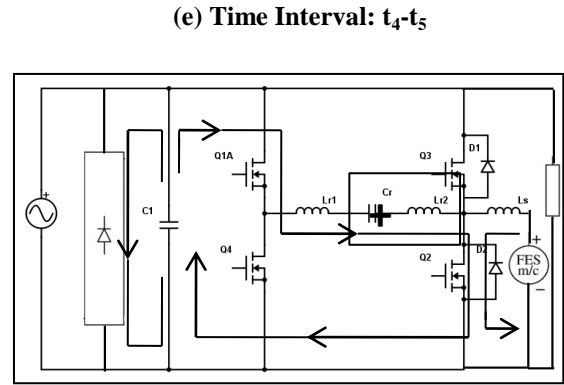 (e) Time Interval: t4-t5
D1
Q1A
Q3
Cr
Lr1
Lr2
Ls
C1
+
Q4
Q2
D2
+
FES
m/c
−